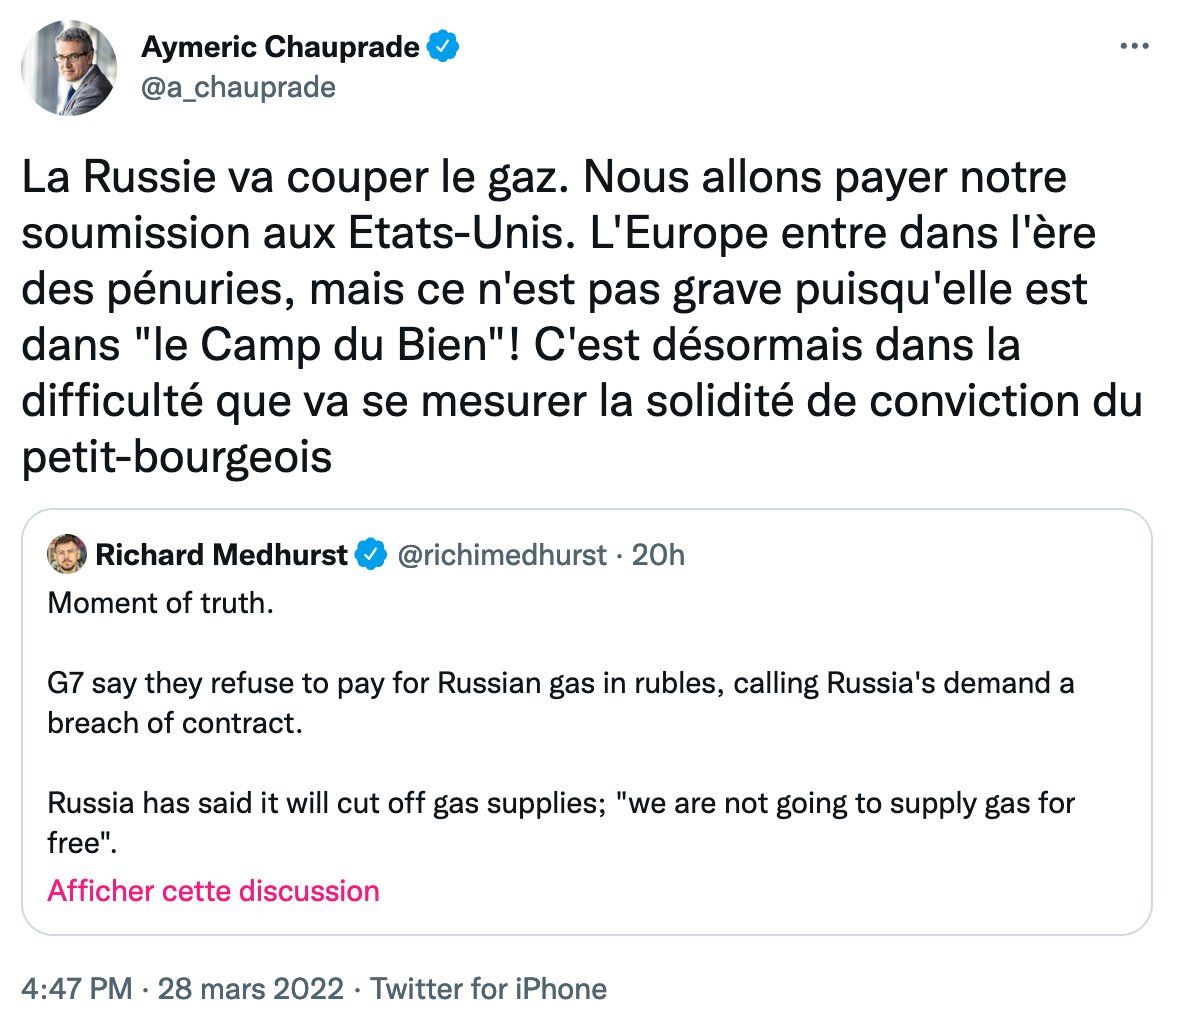 Aymeric Chauprade
@a_chauprade
La Russie va couper le gaz. Nous allons payer notre
soumission aux Etats-Unis. L'Europe entre dans l'ère
des pénuries, mais ce n'est pas grave puisqu'elle est
dans "le Camp du Bien"! C'est désormais dans la
difficulté que va se mesurer la solidité de conviction du
petit-bourgeois
Richard Medhurst @richimedhurst · 20h
Moment of truth.
G7 say they refuse to pay for Russian gas in rubles, calling Russia's demand a
breach of contract.
Russia has said it will cut off gas supplies; "we are not going to supply gas for
free".
Afficher cette discussion
4:47 PM · 28 mars 2022 · Twitter for iPhone